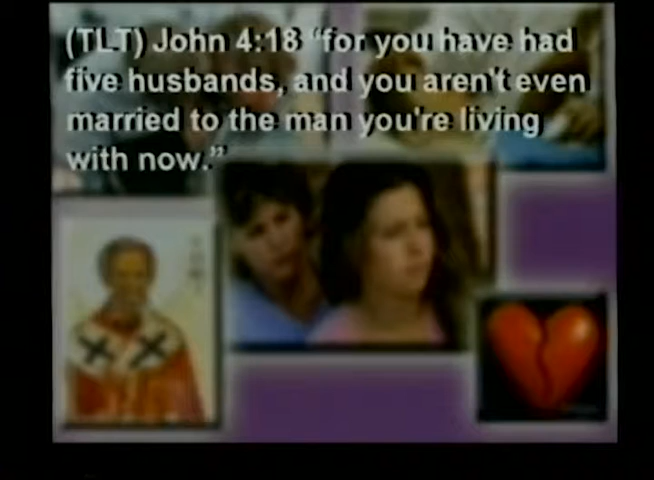 (TLT) John 4:18 “for you have had
five husbands, and you aren't even
married to the man you're living
with now.”